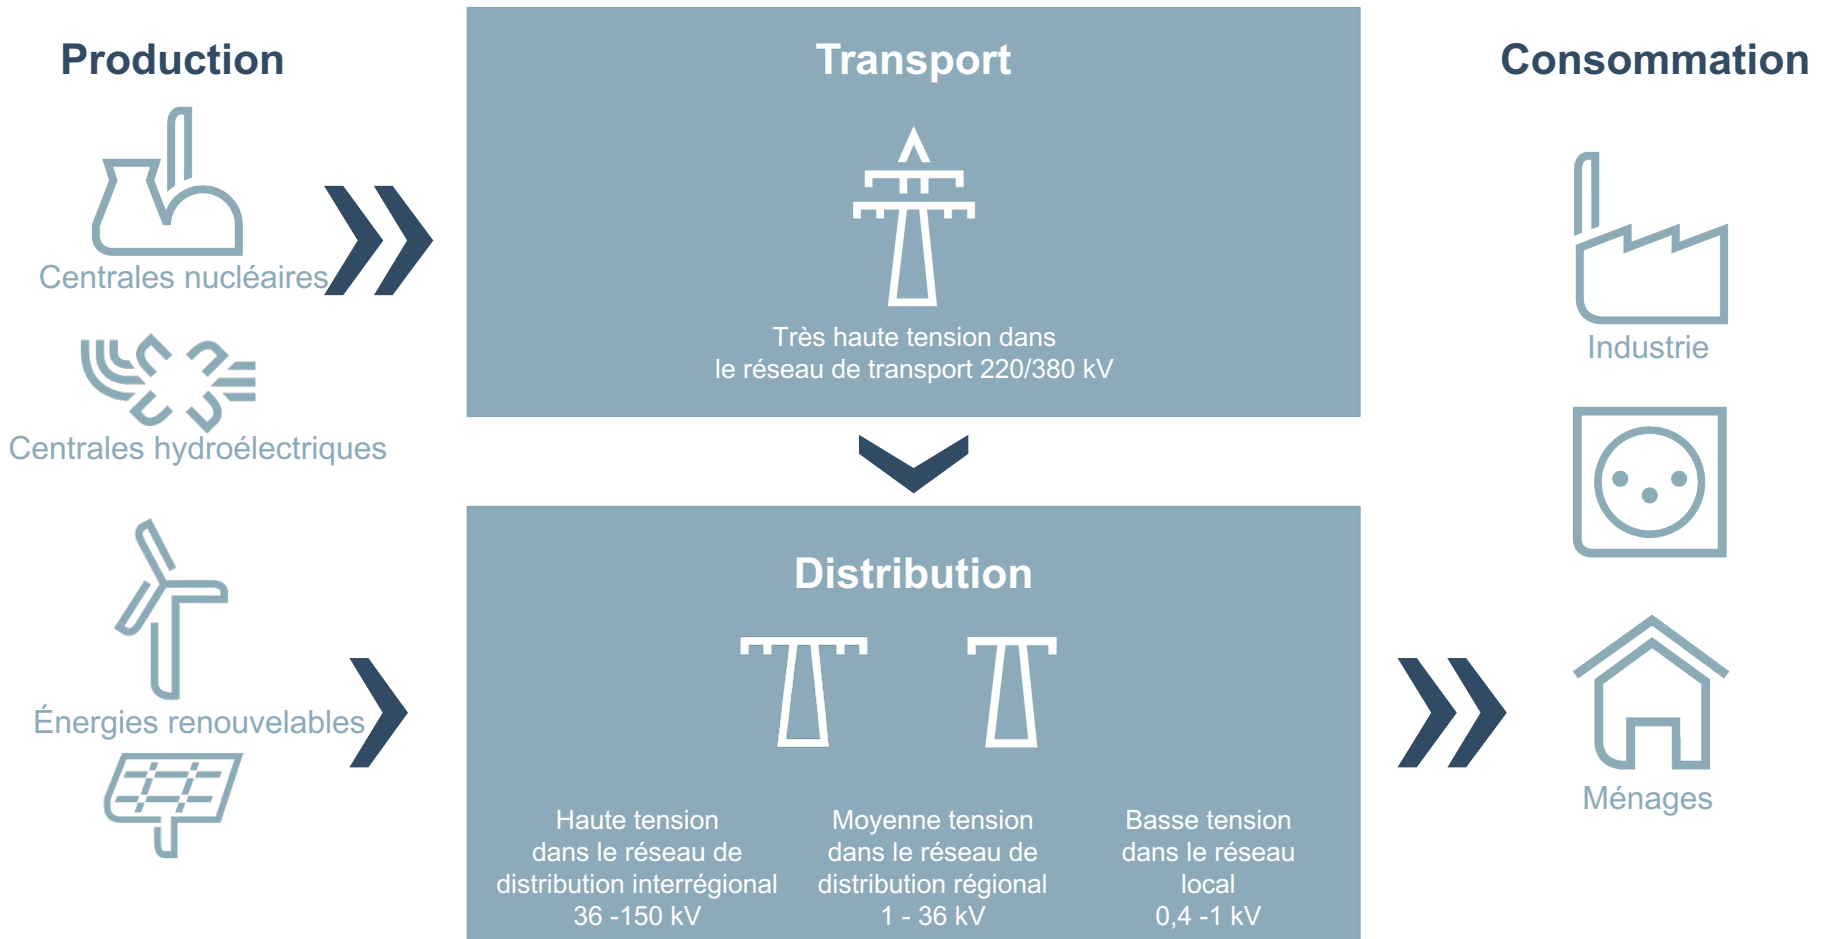 Production
Centrales nucléaires
Centrales hydroélectriques
Énergies renouvelables
Transport
Très haute tension dans
le réseau de transport 220/380 kV
Distribution
Haute tension
dans le réseau de
distribution interrégional
36 -150 kV
Moyenne tension
dans le réseau de
distribution régional
1 - 36 kV
Basse tension
dans le réseau
local
0,4 -1 kV
Consommation
Industrie
Ménages